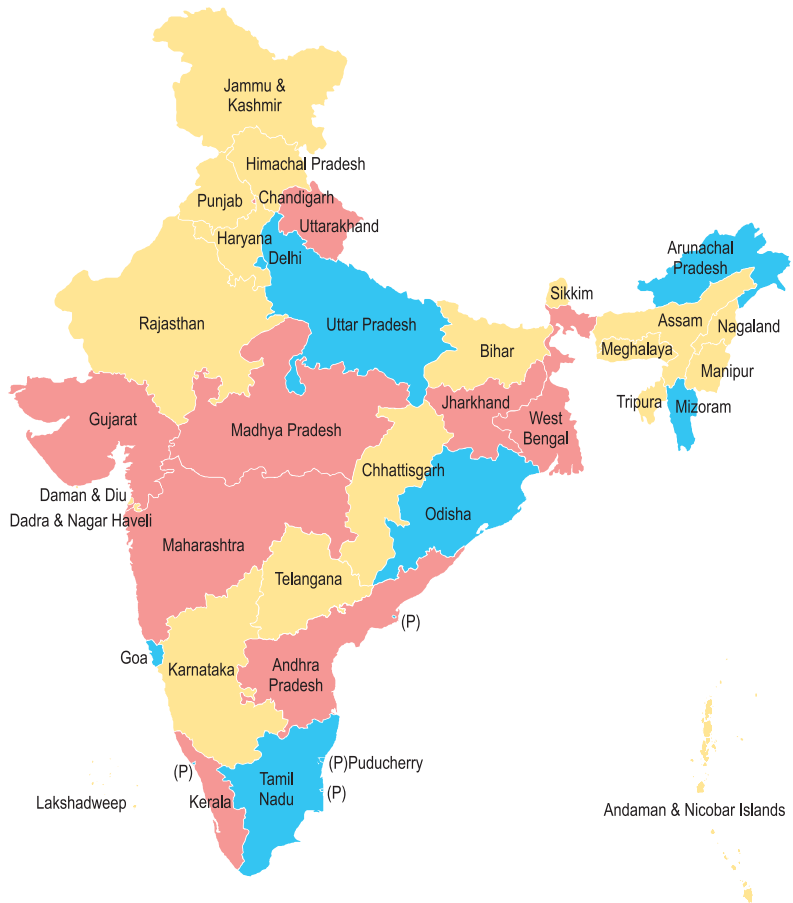 Jammu &
Kashmir
Himachal Pradesh
Punjab
Chandigarh
Uttarakhand
Haryana
Delhi
Arunachal
Pradesh
Sikkim
Rajasthan
Uttar Pradesh
Assam
Nagaland
Bihar
Meghalaya
Manipur
Tripura
Mizoram
Jharkhand
Gujarat
Madhya Pradesh
West
Bengal
Chhattisgarh
Daman & Diu
Dadra & Nagar Haveli
Odisha
Maharashtra
Telangana
(P)
Goa
Karnataka
Andhra
Pradesh
(P)Puducherry
(P)
Tamil
Nadu
(P)
Lakshadweep
Kerala
Andaman & Nicobar Islands